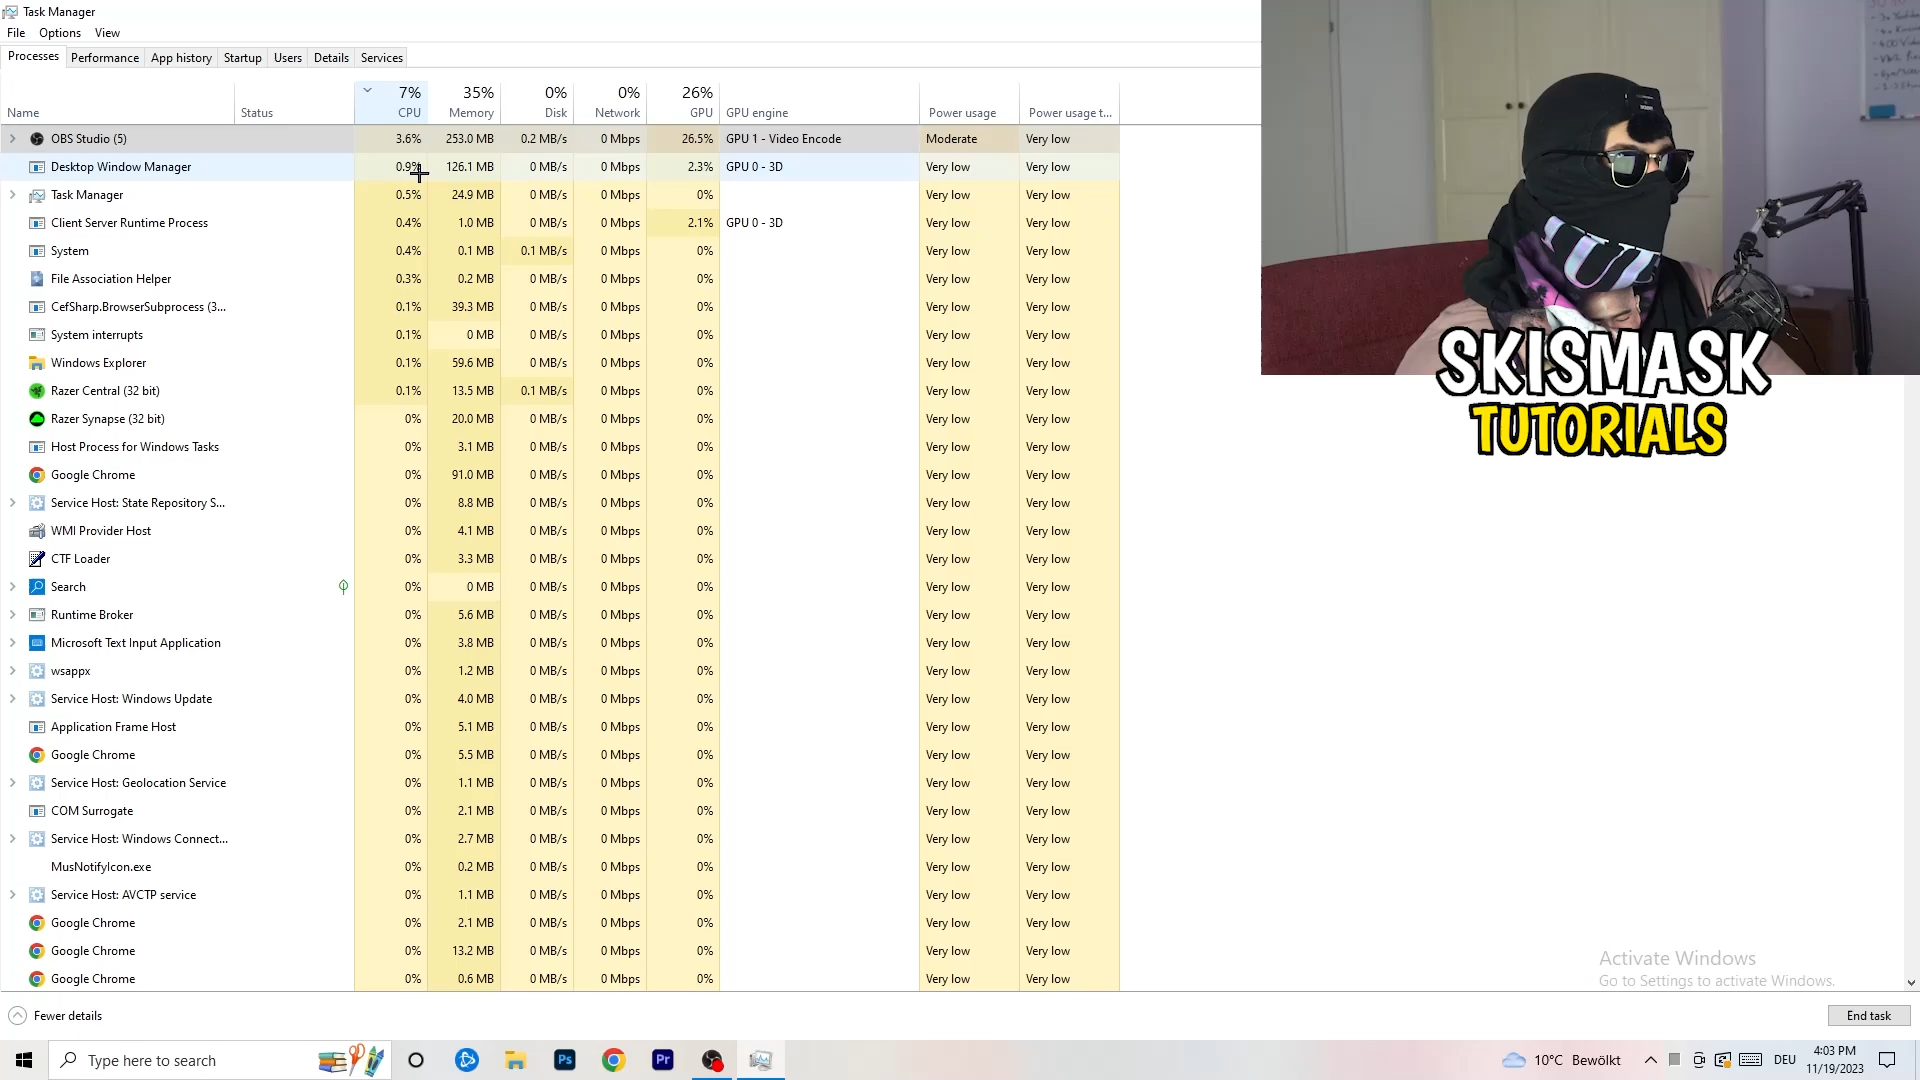 Task Manager
File Options View
Processes Performance App history Startup Users Details Services
7% 35% 0% 0% 26%
Name Status CPU Memory Disk Network GPU GPU engine Power usage Power usage t...
OBS Studio (5) 3.6% 253.0 MB 0.2 MB/s 0 Mbps 26.5% GPU 1 - Video Encode Moderate Very low
Desktop Window Manager 0.9% 126.1 MB 0 MB/s 0 Mbps 2.3% GPU 0 - 3D Very low Very low
Task Manager 0.5% 24.9 MB 0 MB/s 0 Mbps 0% Very low Very low
Client Server Runtime Process 0.4% 1.0 MB 0 MB/s 0 Mbps 2.1% GPU 0 - 3D Very low Very low
System 0.4% 0.1 MB 0.1 MB/s 0 Mbps 0% Very low Very low
File Association Helper 0.3% 0.2 MB 0 MB/s 0 Mbps 0% Very low Very low
CefSharp.BrowserSubprocess (3... 0.1% 39.3 MB 0 MB/s 0 Mbps 0% Very low Very low
System interrupts 0.1% 0 MB 0 MB/s 0 Mbps 0% Very low Very low
Windows Explorer 0.1% 59.6 MB 0 MB/s 0 Mbps 0% Very low Very low
Razer Central (32 bit) 0.1% 13.5 MB 0.1 MB/s 0 Mbps 0% Very low Very low
Razer Synapse (32 bit) 0% 20.0 MB 0 MB/s 0 Mbps 0% Very low Very low
Host Process for Windows Tasks 0% 3.1 MB 0 MB/s 0 Mbps 0% Very low Very low
Google Chrome 0% 91.0 MB 0 MB/s 0 Mbps 0% Very low Very low
Service Host: State Repository S... 0% 8.8 MB 0 MB/s 0 Mbps 0% Very low Very low
WMI Provider Host 0% 4.1 MB 0 MB/s 0 Mbps 0% Very low Very low
CTF Loader 0% 3.3 MB 0 MB/s 0 Mbps 0% Very low Very low
Search 0% 0 MB 0 MB/s 0 Mbps 0% Very low Very low
Runtime Broker 0% 5.6 MB 0 MB/s 0 Mbps 0% Very low Very low
Microsoft Text Input Application 0% 3.8 MB 0 MB/s 0 Mbps 0% Very low Very low
wsappx 0% 1.2 MB 0 MB/s 0 Mbps 0% Very low Very low
Service Host: Windows Update 0% 4.0 MB 0 MB/s 0 Mbps 0% Very low Very low
Application Frame Host 0% 5.1 MB 0 MB/s 0 Mbps 0% Very low Very low
Google Chrome 0% 5.5 MB 0 MB/s 0 Mbps 0% Very low Very low
Service Host: Geolocation Service 0% 1.1 MB 0 MB/s 0 Mbps 0% Very low Very low
COM Surrogate 0% 2.1 MB 0 MB/s 0 Mbps 0% Very low Very low
Service Host: Windows Connect... 0% 2.7 MB 0 MB/s 0 Mbps 0% Very low Very low
MusNotifyIcon.exe 0% 0.2 MB 0 MB/s 0 Mbps 0% Very low Very low
Service Host: AVCTP service 0% 1.1 MB 0 MB/s 0 Mbps 0% Very low Very low
Google Chrome 0% 2.1 MB 0 MB/s 0 Mbps 0% Very low Very low
Google Chrome 0% 13.2 MB 0 MB/s 0 Mbps 0% Very low Very low
Google Chrome 0% 0.6 MB 0 MB/s 0 Mbps 0% Very low Very low
SKISMASK
TUTORIALS
Activate Windows
Go to Settings to activate Windows.
Fewer details End task
Type here to search Ps Pr 10°C Bewölkt DEU 4:03 PM
11/19/2023